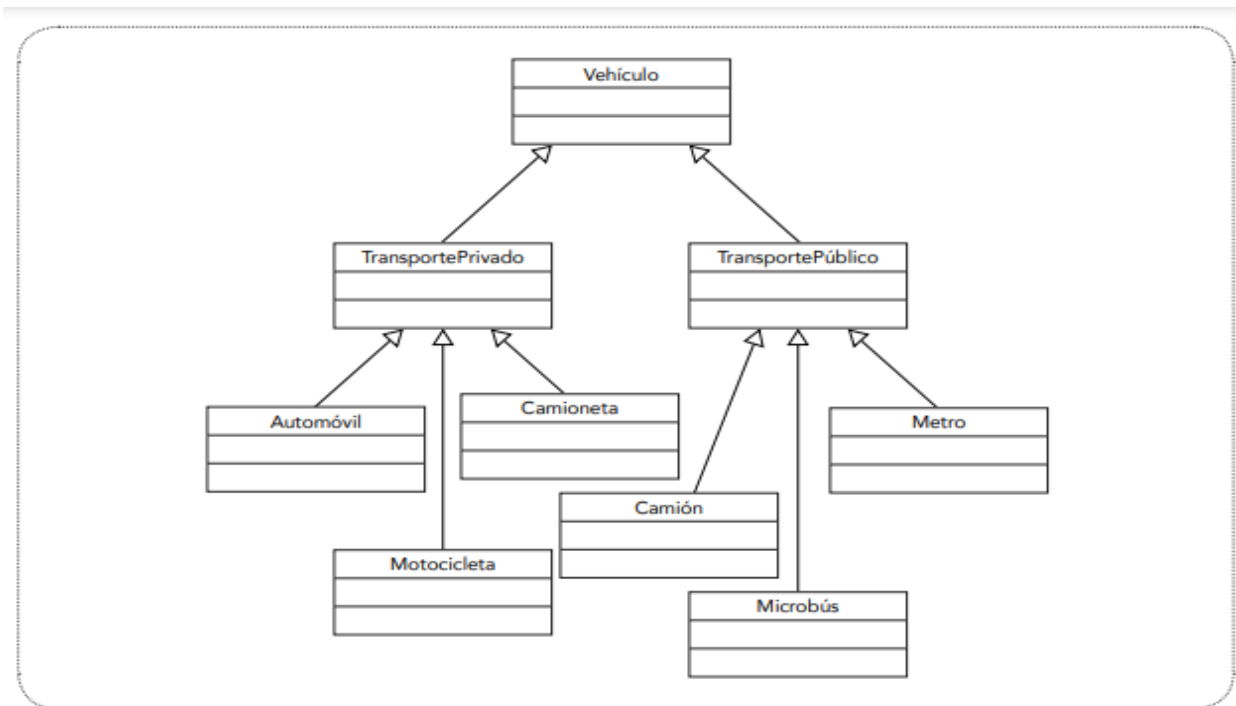 Vehículo
TransportePrivado
TransportePúblico
Automóvil
Camioneta
Metro
Camión
Motocicleta
Microbús